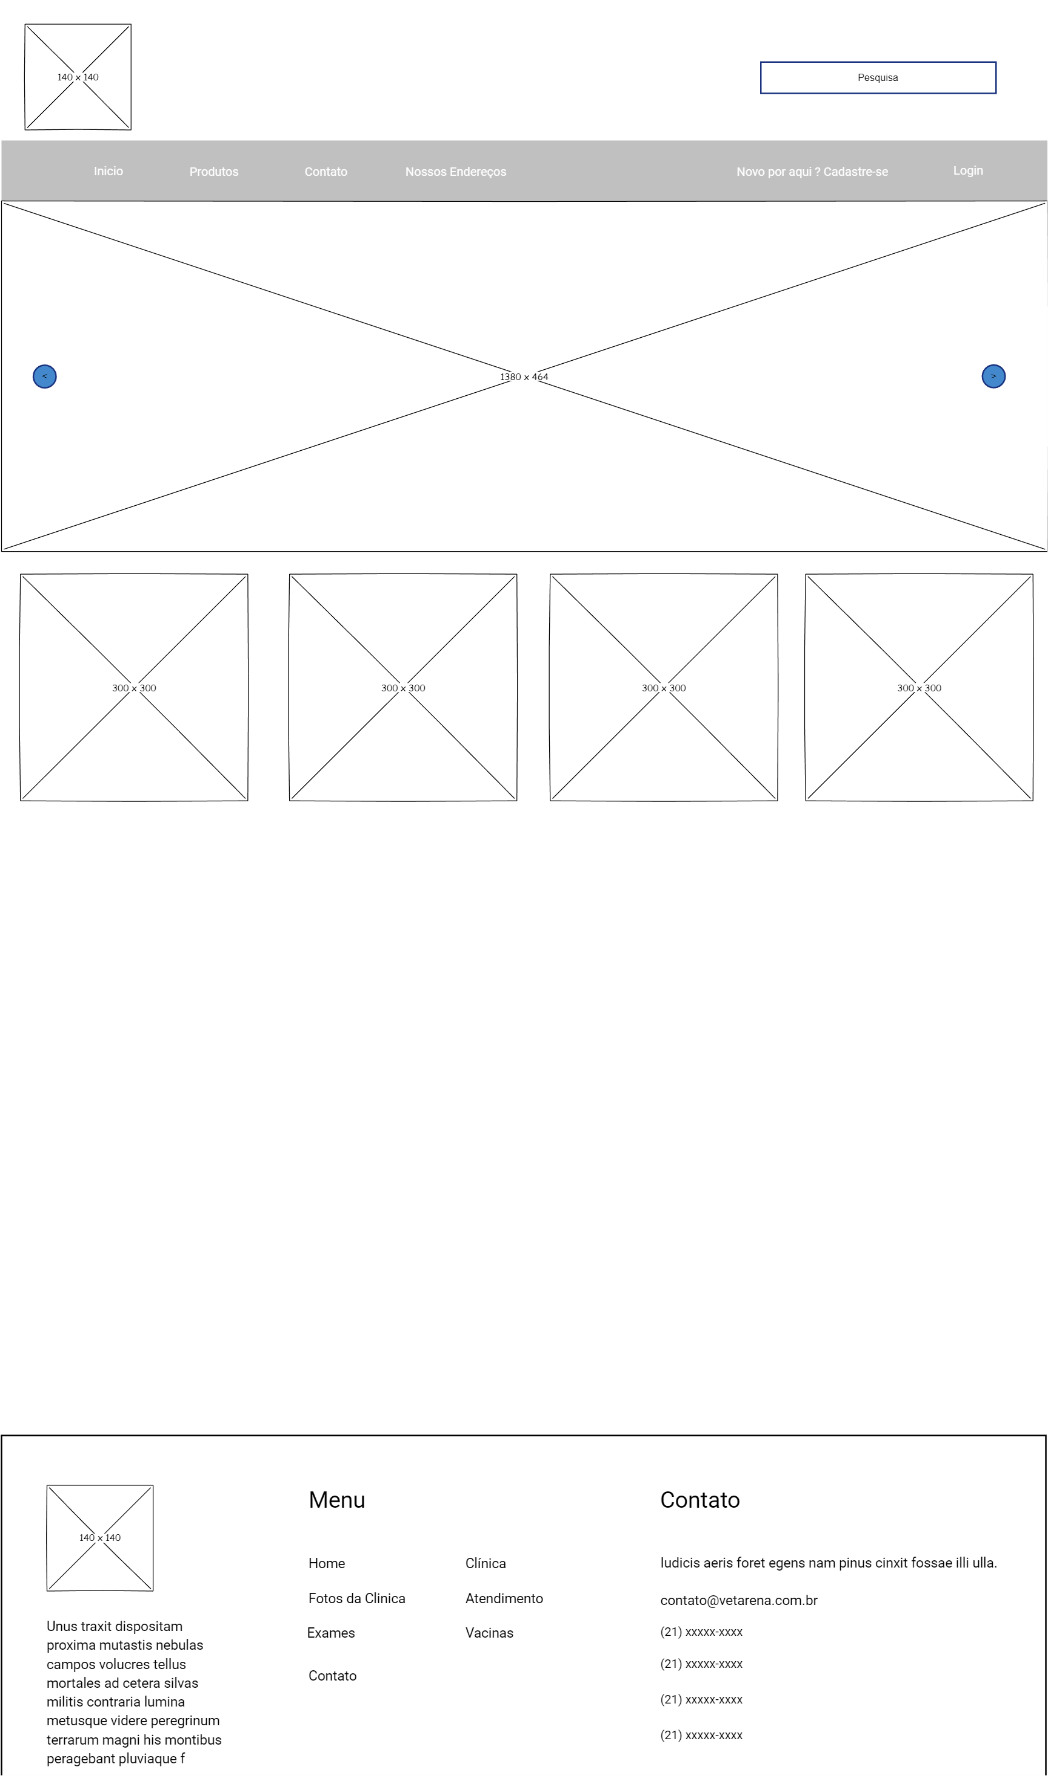 140 x 140
Pesquisa
Inicio
Produtos
Contato
Nossos Endereços
Novo por aqui ? Cadastre-se
Login
<
1380 x 464
>
300 x 300
300 x 300
300 x 300
300 x 300
140 x 140
Unus traxit dispositam
proxima mutastis nebulas
campos volucres tellus
mortales ad cetera silvas
militis contraria lumina
metusque videre peregrinum
terrarum magni his montibus
peragebant pluviaque f
Menu
Home
Clínica
Fotos da Clinica
Atendimento
Exames
Vacinas
Contato
Contato
Iudicis aeris foret egens nam pinus cinxit fossae illi ulla.
contato@vetarena.com.br
(21) xxxxx-xxxx
(21) xxxxx-xxxx
(21) xxxxx-xxxx
(21) xxxxx-xxxx